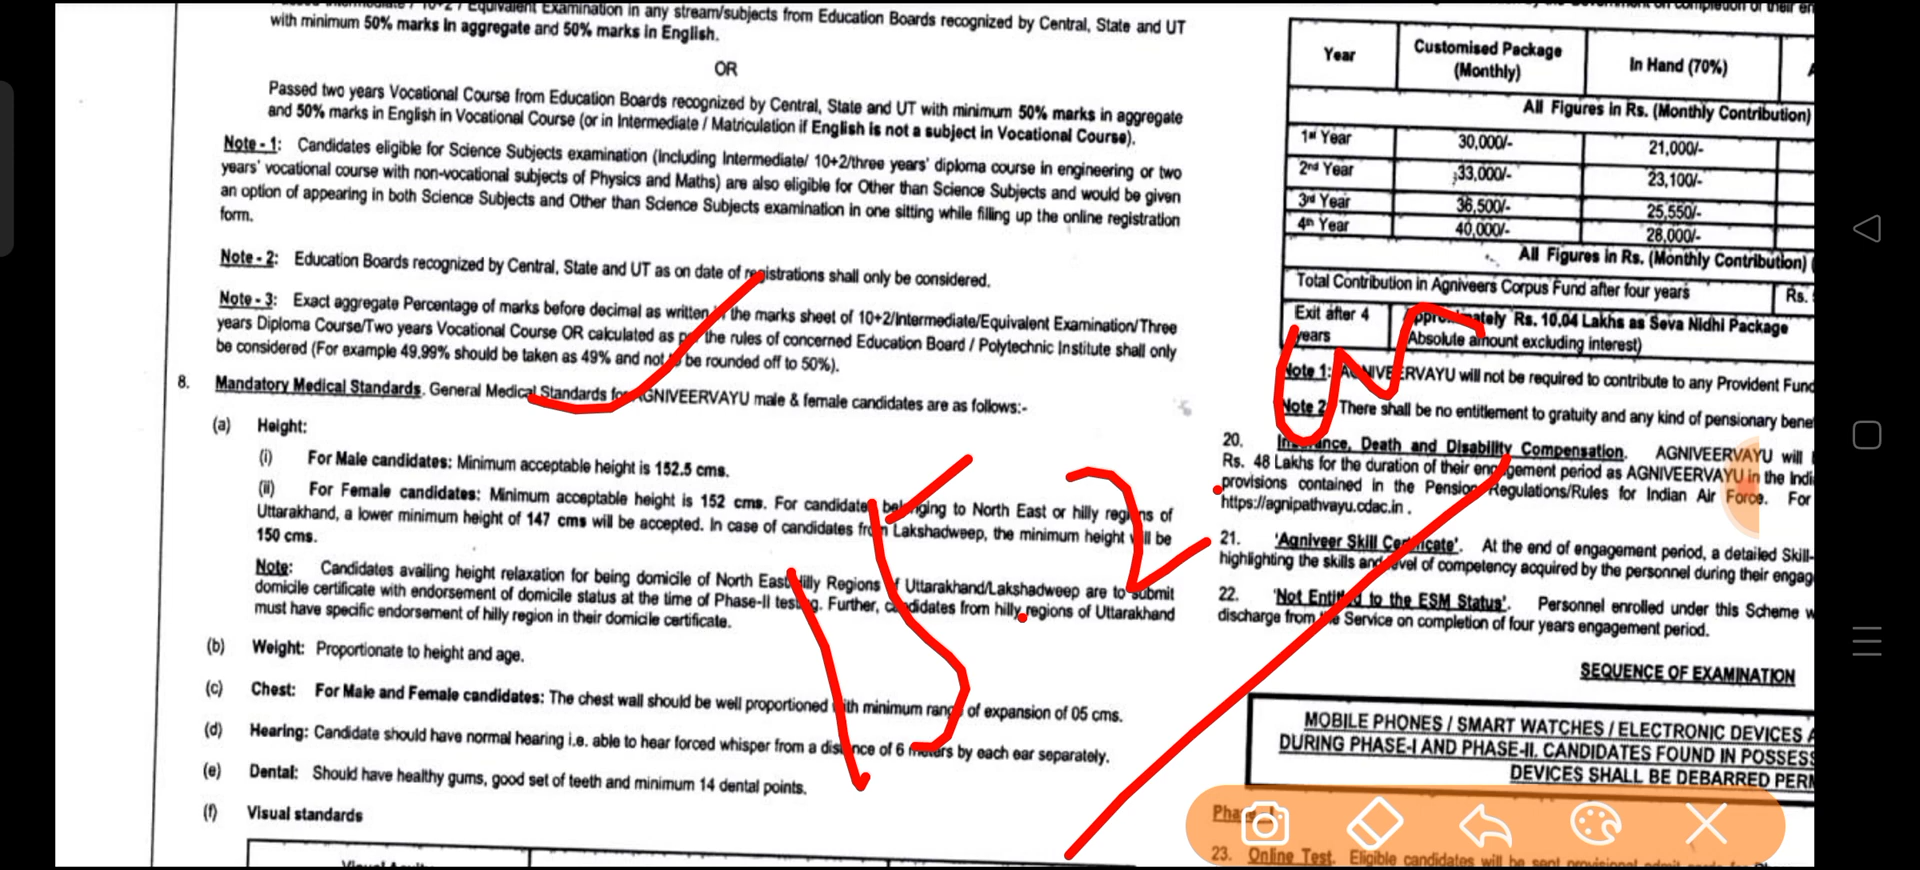 Equivalent Examination in any stream/subjects from Education Boards recognized by Central, State and UT
with minimum 50% marks in aggregate and 50% marks in English.
OR
Passed two years Vocational Course from Education Boards recognized by Central, State and UT with minimum 50% marks in aggregate
and 50% marks in English in Vocational Course (or in Intermediate / Matriculation if English is not a subject in Vocational Course).
Note - 1: Candidates eligible for Science Subjects examination (Including Intermediate/ 10+2/three years' diploma course in engineering or two
years' vocational course with non-vocational subjects of Physics and Maths) are also eligible for Other than Science Subjects and would be given
an option of appearing in both Science Subjects and Other than Science Subjects examination in one sitting while filling up the online registration
form.
Note - 2: Education Boards recognized by Central, State and UT as on date of registrations shall only be considered.
Note - 3: Exact aggregate Percentage of marks before decimal as written in the marks sheet of 10+2/Intermediate/Equivalent Examination/Three
years Diploma Course/Two years Vocational Course OR calculated as per the rules of concerned Education Board / Polytechnic Institute shall only
be considered (For example 49.99% should be taken as 49% and not to be rounded off to 50%).
8. Mandatory Medical Standards. General Medical Standards for AGNIVEERVAYU male & female candidates are as follows:-
(a) Height:
(i) For Male candidates: Minimum acceptable height is 152.5 cms.
(ii) For Female candidates: Minimum acceptable height is 152 cms. For candidates belonging to North East or hilly regions of
Uttarakhand, a lower minimum height of 147 cms will be accepted. In case of candidates from Lakshadweep, the minimum height will be
150 cms.
Note: Candidates availing height relaxation for being domicile of North East/Hilly Regions of Uttarakhand/Lakshadweep are to submit
domicile certificate with endorsement of domicile status at the time of Phase-II testing. Further, candidates from hilly regions of Uttarakhand
must have specific endorsement of hilly region in their domicile certificate.
(b) Weight: Proportionate to height and age.
(c) Chest: For Male and Female candidates: The chest wall should be well proportioned with minimum range of expansion of 05 cms.
(d) Hearing: Candidate should have normal hearing i.e. able to hear forced whisper from a distance of 6 meters by each ear separately.
(e) Dental: Should have healthy gums, good set of teeth and minimum 14 dental points.
(f) Visual standards
152
Year Customised Package (Monthly) In Hand (70%)
All Figures in Rs. (Monthly Contribution)
1st Year 30,000/- 21,000/-
2nd Year 33,000/- 23,100/-
3rd Year 36,500/- 25,550/-
4th Year 40,000/- 28,000/-
All Figures in Rs. (Monthly Contribution)
Total Contribution in Agniveers Corpus Fund after four years Rs.
Exit after 4 years Approximately Rs. 10.04 Lakhs as Seva Nidhi Package
Absolute amount excluding interest)
Note 1: AGNIVEERVAYU will not be required to contribute to any Provident Fund
Note 2 There shall be no entitlement to gratuity and any kind of pensionary bene
20. Insurance, Death and Disability Compensation. AGNIVEERVAYU will
Rs. 48 Lakhs for the duration of their engagement period as AGNIVEERVAYU in the Indi
provisions contained in the Pension Regulations/Rules for Indian Air Force. For
https://agnipathvayu.cdac.in .
21. 'Agniveer Skill Certificate'. At the end of engagement period, a detailed Skill-
highlighting the skills and level of competency acquired by the personnel during their engag
22. 'Not Entitled to the ESM Status'. Personnel enrolled under this Scheme w
discharge from the Service on completion of four years engagement period.
SEQUENCE OF EXAMINATION
MOBILE PHONES / SMART WATCHES / ELECTRONIC DEVICES A
DURING PHASE-I AND PHASE-II. CANDIDATES FOUND IN POSSESS
DEVICES SHALL BE DEBARRED PERM
23. Online Test. Eligible candidates will be sent provisional admit